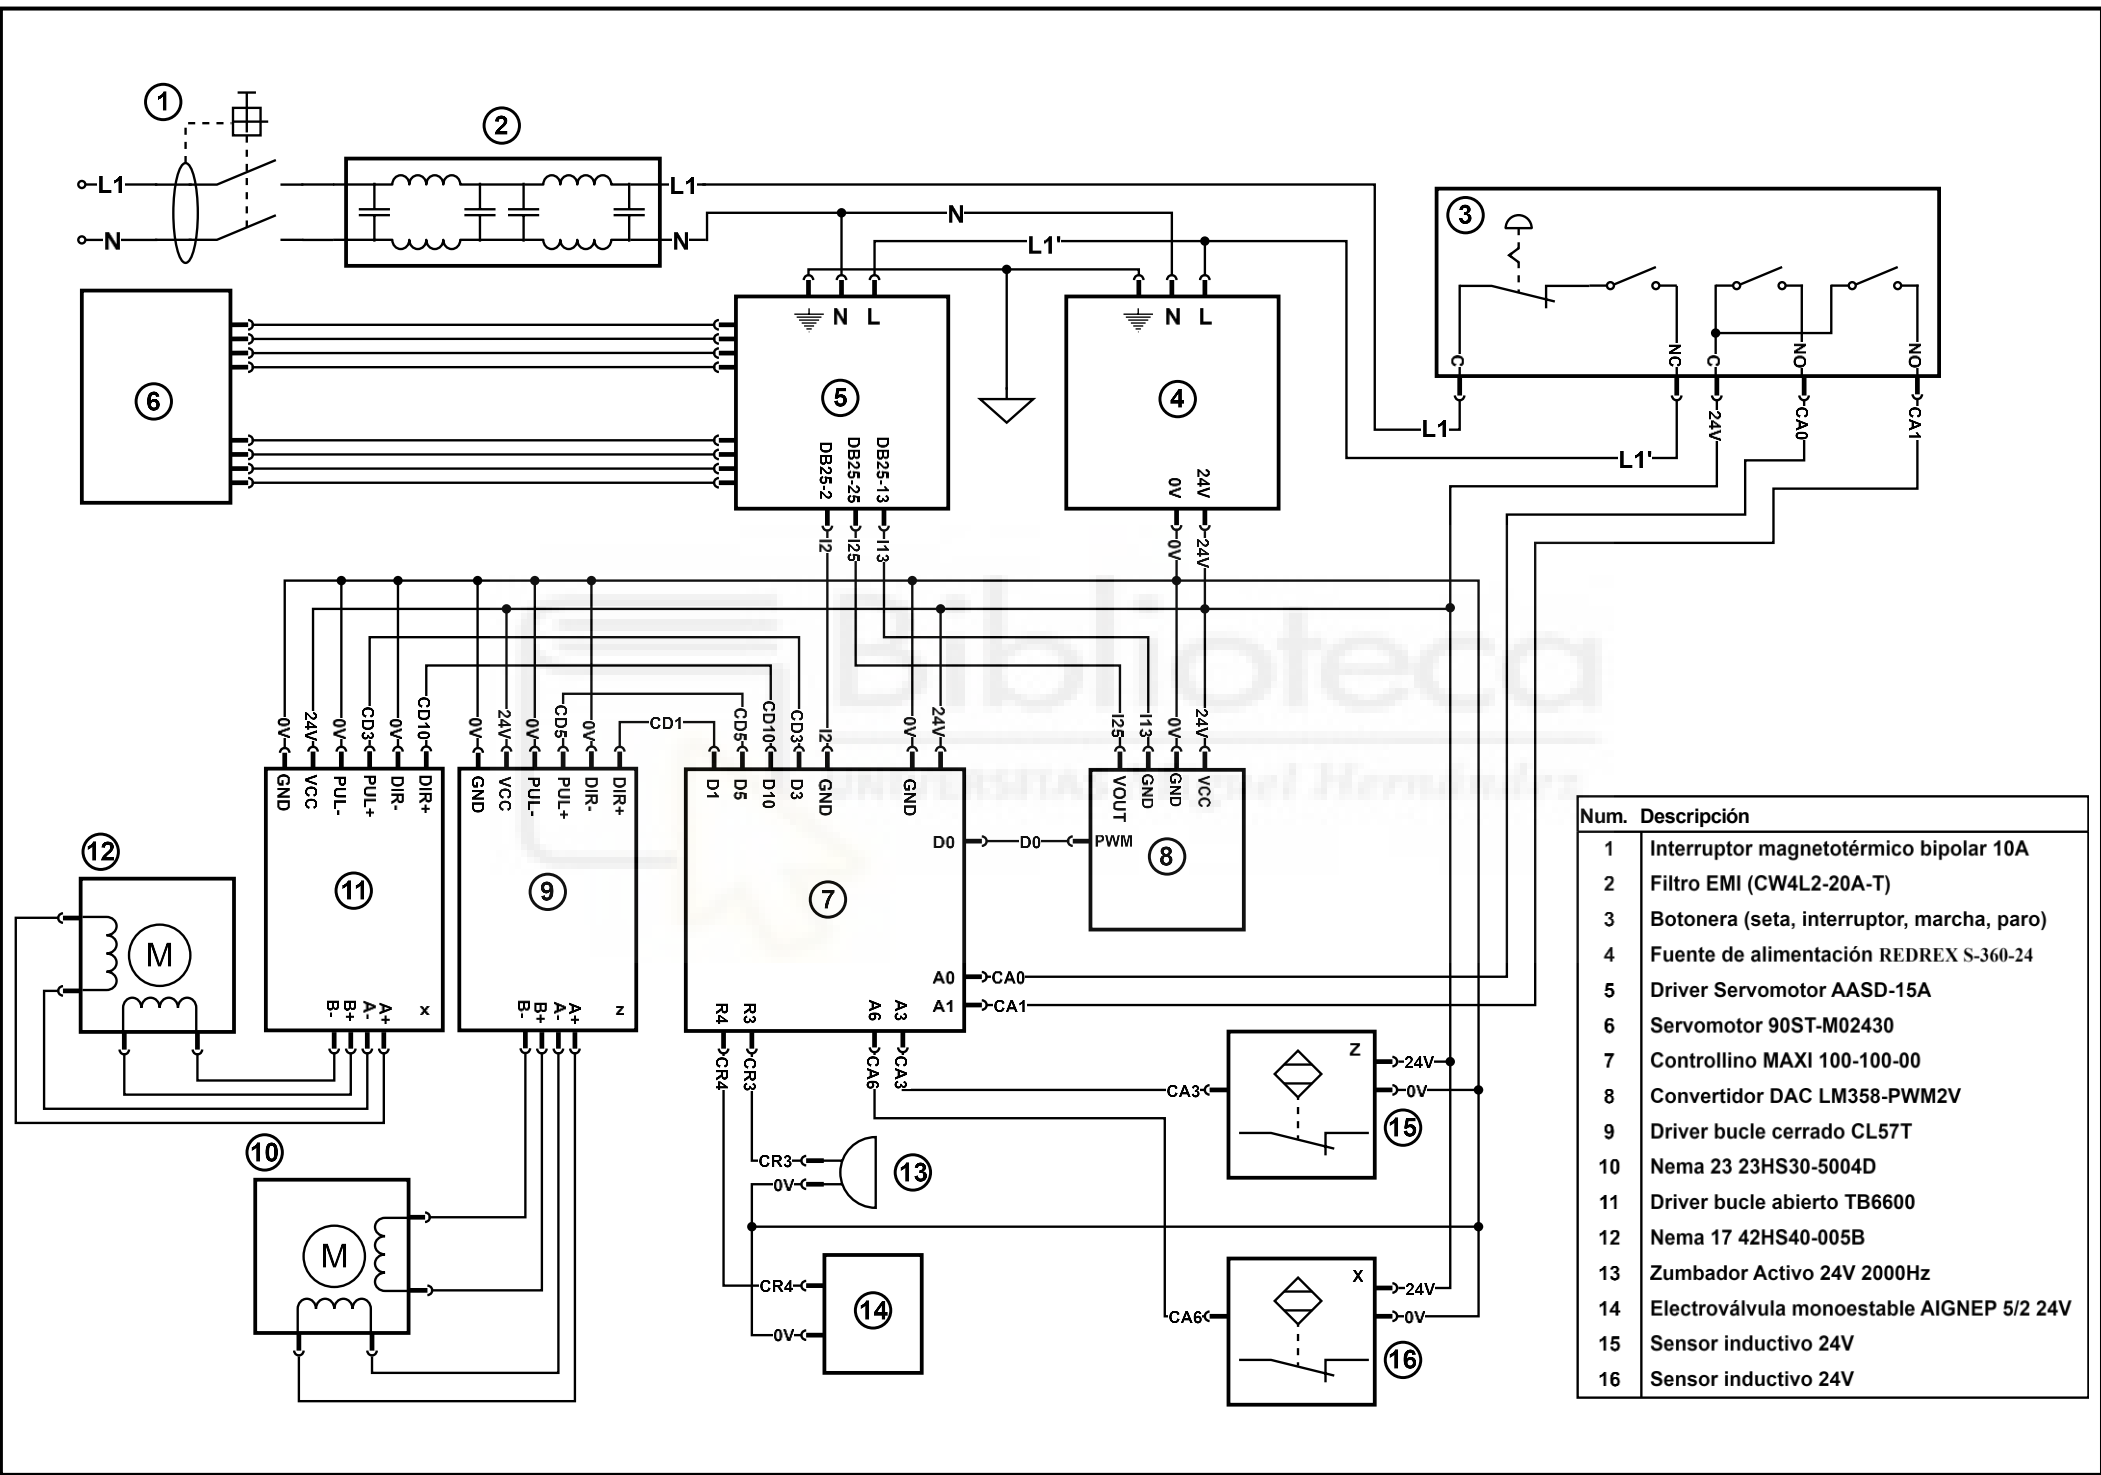 1
2
L1
N
L1
N
N
L1'
3
C
NC
C
NO
NO
L1
L1'
24V
CA0
CA1
N L
N L
6
5
4
DB25-2
DB25-25
DB25-13
0V
24V
I2
I25
I13
0V
24V
Biblioteca
UNIVERSITAS Miguel Hernández
0V
24V
0V
CD3
0V
CD10
0V
24V
0V
CD5
0V
CD1
CD5
CD10
CD3
I2
0V
24V
I25
I13
0V
24V
GND
VCC
PUL-
PUL+
DIR-
DIR+
GND
VCC
PUL-
PUL+
DIR-
DIR+
D1
D5
D10
D3
GND
GND
VOUT
GND
GND
VCC
D0
D0
PWM
8
12
11
9
7
M
A0
CA0
A1
CA1
B-
B+
A-
A+
X
B-
B+
A-
A+
Z
R4
R3
A6
A3
CR4
CR3
CA6
CA3
Z
24V
CA3
0V
15
10
M
CR3
0V
13
CR4
0V
14
X
24V
CA6
0V
16
Num. Descripción
1 Interruptor magnetotérmico bipolar 10A
2 Filtro EMI (CW4L2-20A-T)
3 Botonera (seta, interruptor, marcha, paro)
4 Fuente de alimentación REDREX S-360-24
5 Driver Servomotor AASD-15A
6 Servomotor 90ST-M02430
7 Controllino MAXI 100-100-00
8 Convertidor DAC LM358-PWM2V
9 Driver bucle cerrado CL57T
10 Nema 23 23HS30-5004D
11 Driver bucle abierto TB6600
12 Nema 17 42HS40-005B
13 Zumbador Activo 24V 2000Hz
14 Electroválvula monoestable AIGNEP 5/2 24V
15 Sensor inductivo 24V
16 Sensor inductivo 24V